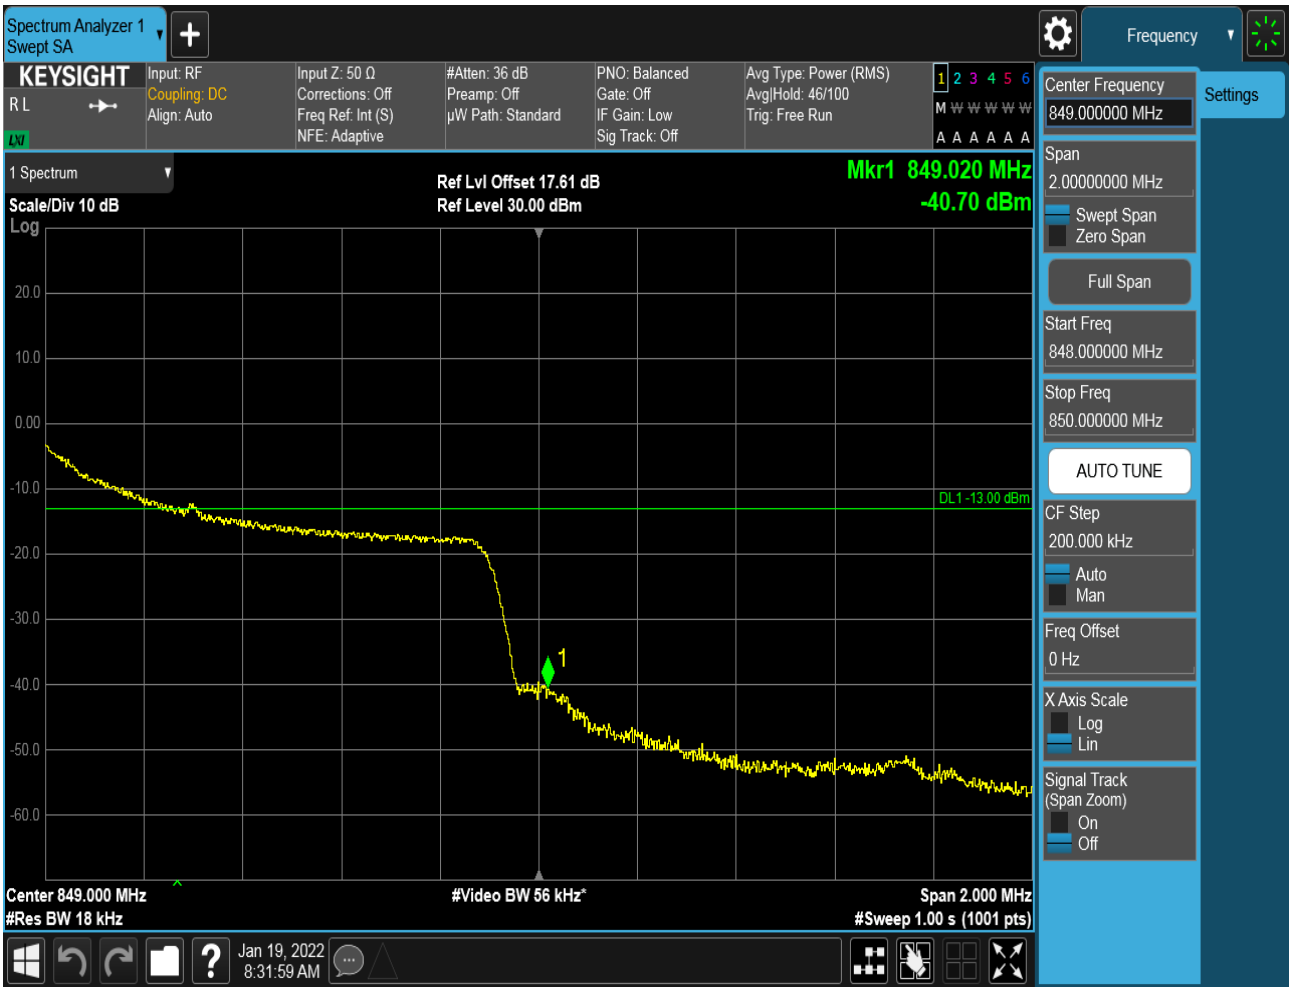 Spectrum Analyzer 1
Swept SA
Frequency
KEYSIGHT
R L
LXI
Input: RF
Coupling: DC
Align: Auto
Input Z: 50 Ω
Corrections: Off
Freq Ref: Int (S)
NFE: Adaptive
#Atten: 36 dB
Preamp: Off
µW Path: Standard
PNO: Balanced
Gate: Off
IF Gain: Low
Sig Track: Off
Avg Type: Power (RMS)
Avg|Hold: 46/100
Trig: Free Run
1 2 3 4 5 6
M W W W W W
A A A A A A
1 Spectrum
Scale/Div 10 dB
Log
Ref Lvl Offset 17.61 dB
Ref Level 30.00 dBm
Mkr1 849.020 MHz
-40.70 dBm
20.0
10.0
0.00
-10.0
-20.0
-30.0
-40.0
-50.0
-60.0
DL1 -13.00 dBm
1
Center 849.000 MHz
#Res BW 18 kHz
#Video BW 56 kHz*
Span 2.000 MHz
#Sweep 1.00 s (1001 pts)
Center Frequency
849.000000 MHz
Settings
Span
2.00000000 MHz
Swept Span
Zero Span
Full Span
Start Freq
848.000000 MHz
Stop Freq
850.000000 MHz
AUTO TUNE
CF Step
200.000 kHz
Auto
Man
Freq Offset
0 Hz
X Axis Scale
Log
Lin
Signal Track
(Span Zoom)
On
Off
?
Jan 19, 2022
8:31:59 AM